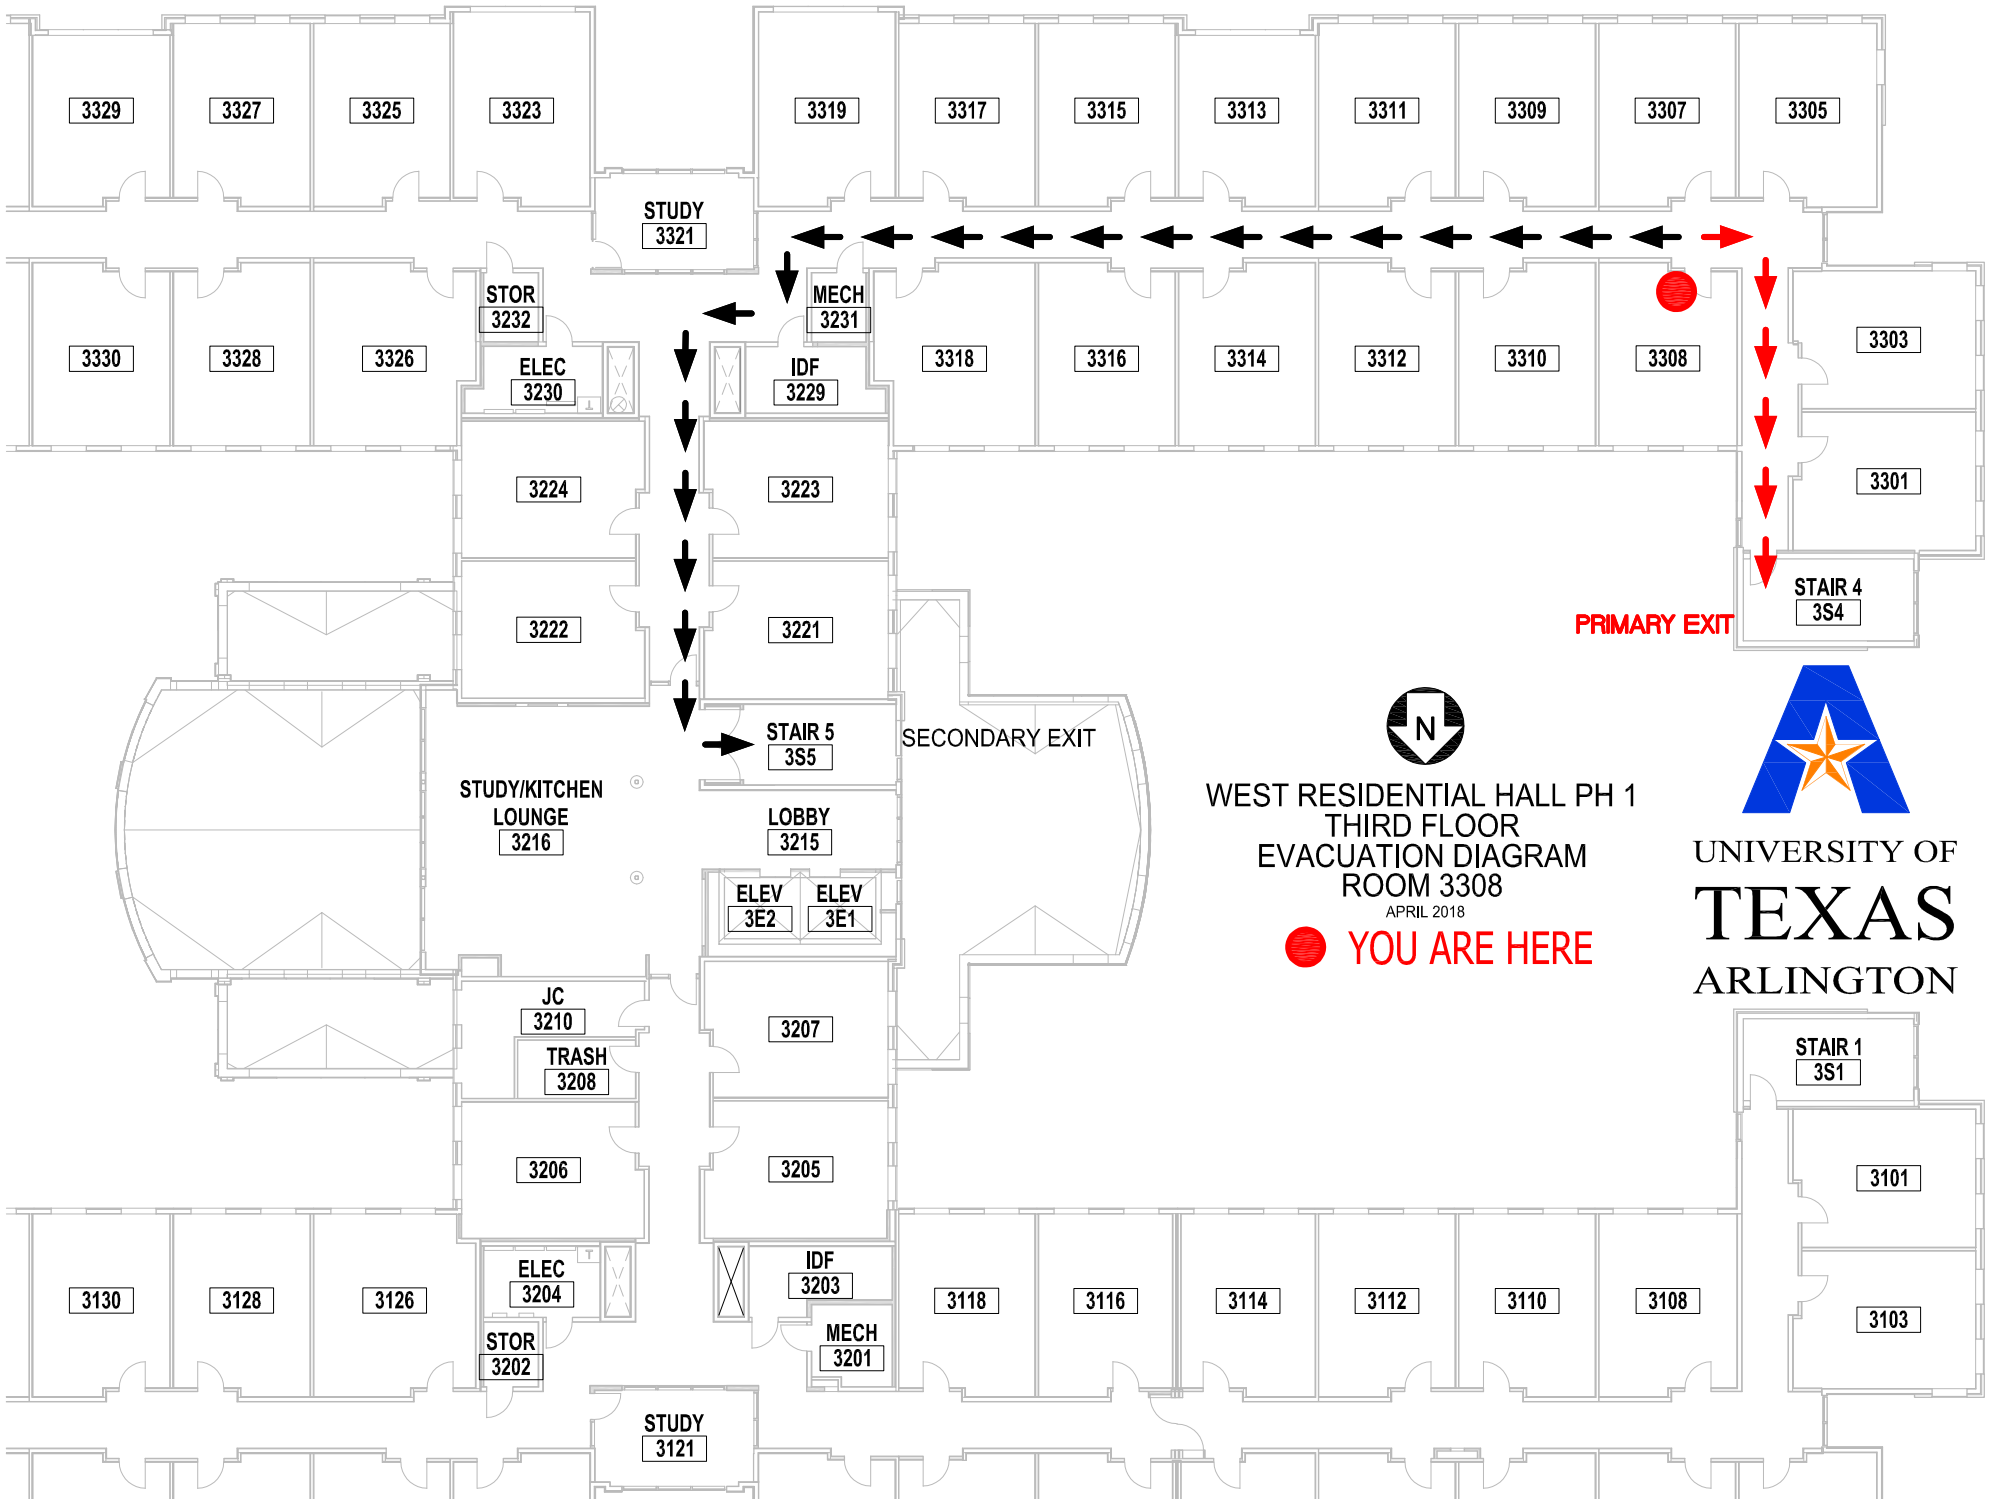 3329
3327
3325
3323
3319
3317
3315
3313
3311
3309
3307
3305
STUDY
3321
STOR
3232
MECH
3231
3330
3328
3326
ELEC
3230
IDF
3229
3318
3316
3314
3312
3310
3308
3303
3224
3223
3301
3222
3221
STAIR 4
3S4
PRIMARY EXIT
STAIR 5
3S5
SECONDARY EXIT
N
STUDY/KITCHEN
LOUNGE
3216
LOBBY
3215
ELEV
3E2
ELEV
3E1
WEST RESIDENTIAL HALL PH 1
THIRD FLOOR
EVACUATION DIAGRAM
ROOM 3308
APRIL 2018
YOU ARE HERE
UNIVERSITY OF
TEXAS
ARLINGTON
JC
3210
TRASH
3208
3207
STAIR 1
3S1
3206
3205
3101
ELEC
3204
IDF
3203
3130
3128
3126
3118
3116
3114
3112
3110
3108
3103
STOR
3202
MECH
3201
STUDY
3121